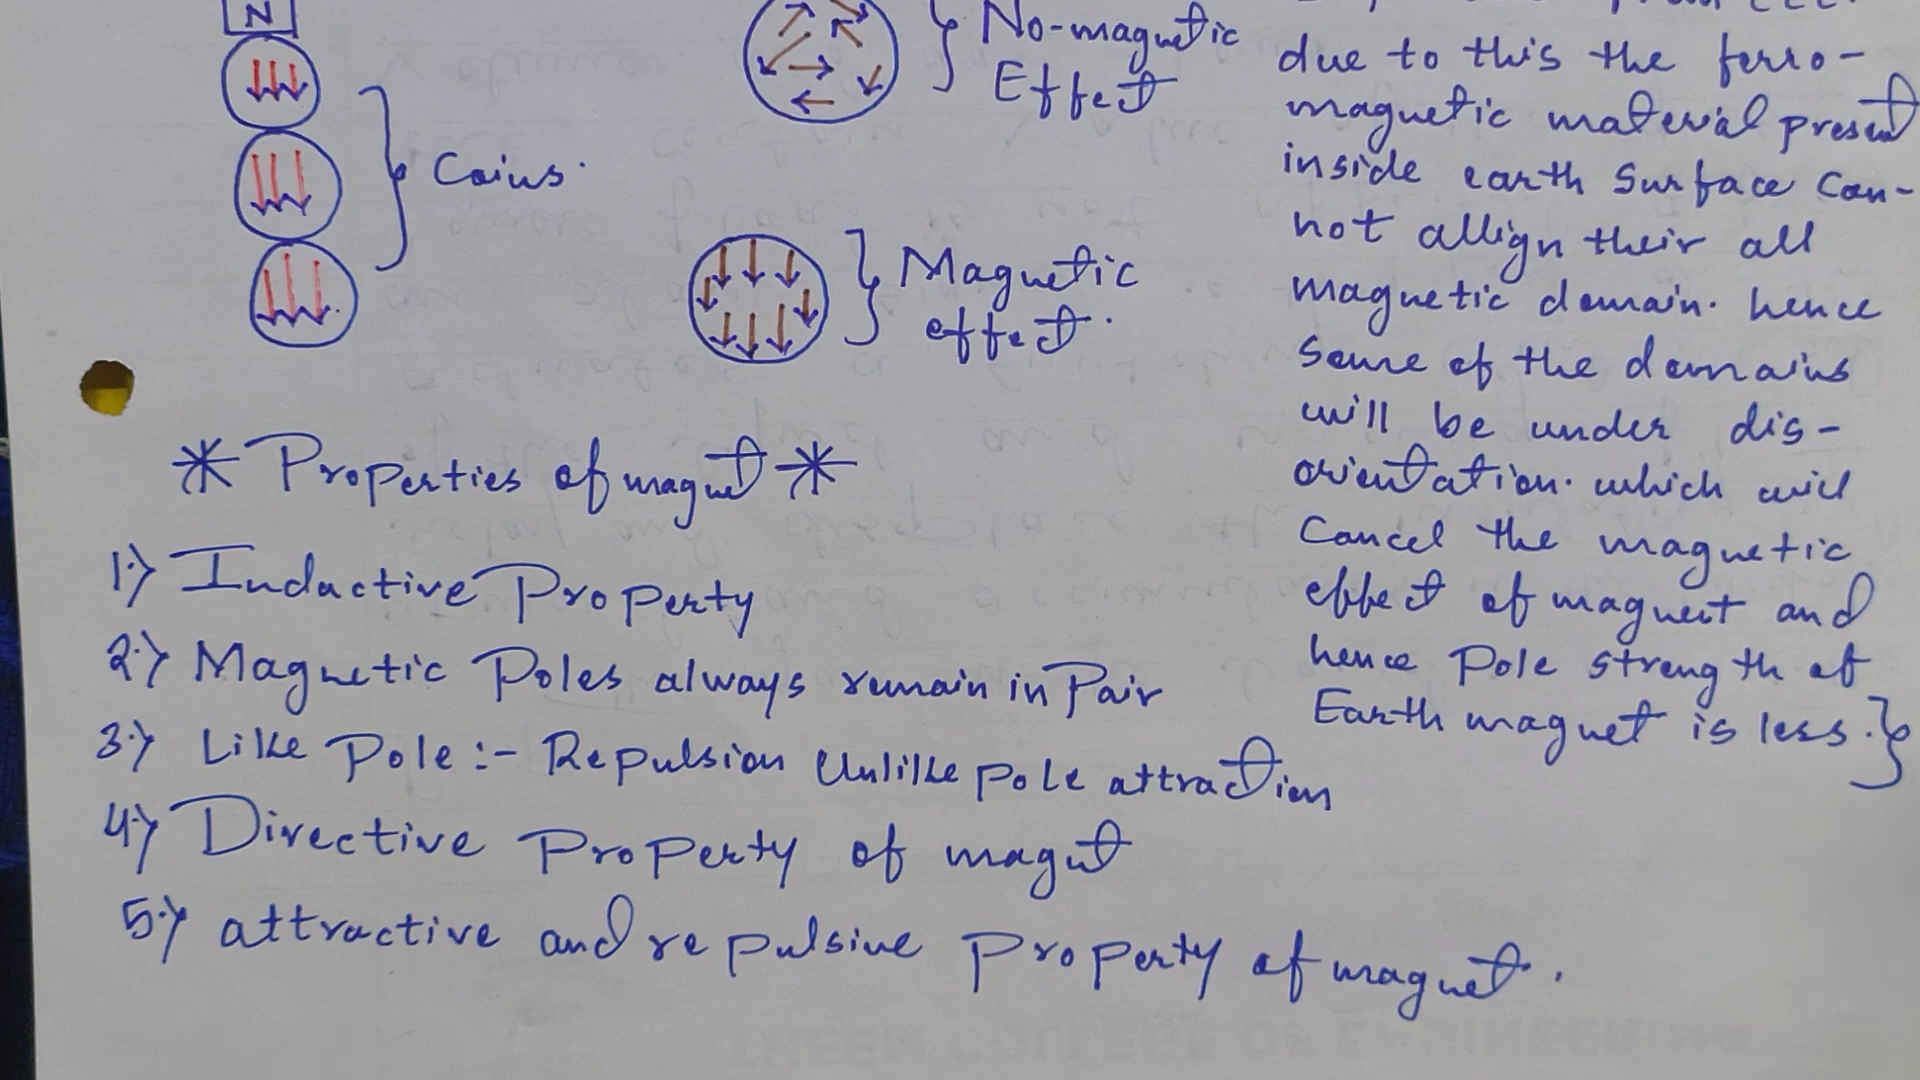 N
Coins.
No-magnetic
Effect
Magnetic
effect.
due to this the ferro-
magnetic material present
inside earth Surface Can-
not allign their all
magnetic domain. hence
Some of the domains
will be under dis-
orientation. which will
Cancel the magnetic
effect of magnet and
hence Pole strength of
Earth magnet is less.
* Properties of magnet *
1) Inductive Property
2) Magnetic Poles always remain in Pair
3) Like Pole :- Repulsion Unlike pole attraction
4) Directive Property of magnet
5) attractive and repulsive Property of magnet.